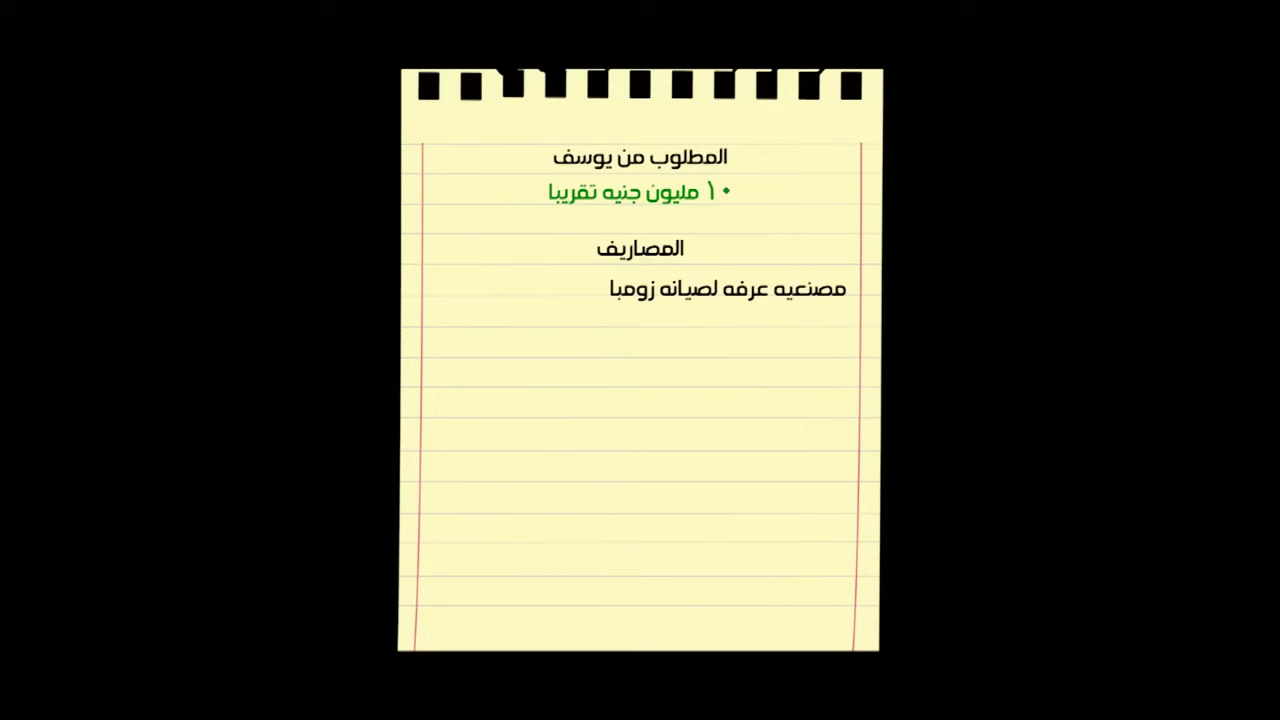 المطلوب من يوسف
١٠ مليون جنيه تقريبا
المصاريف
مصنعيه عرفه لصيانه زومبا